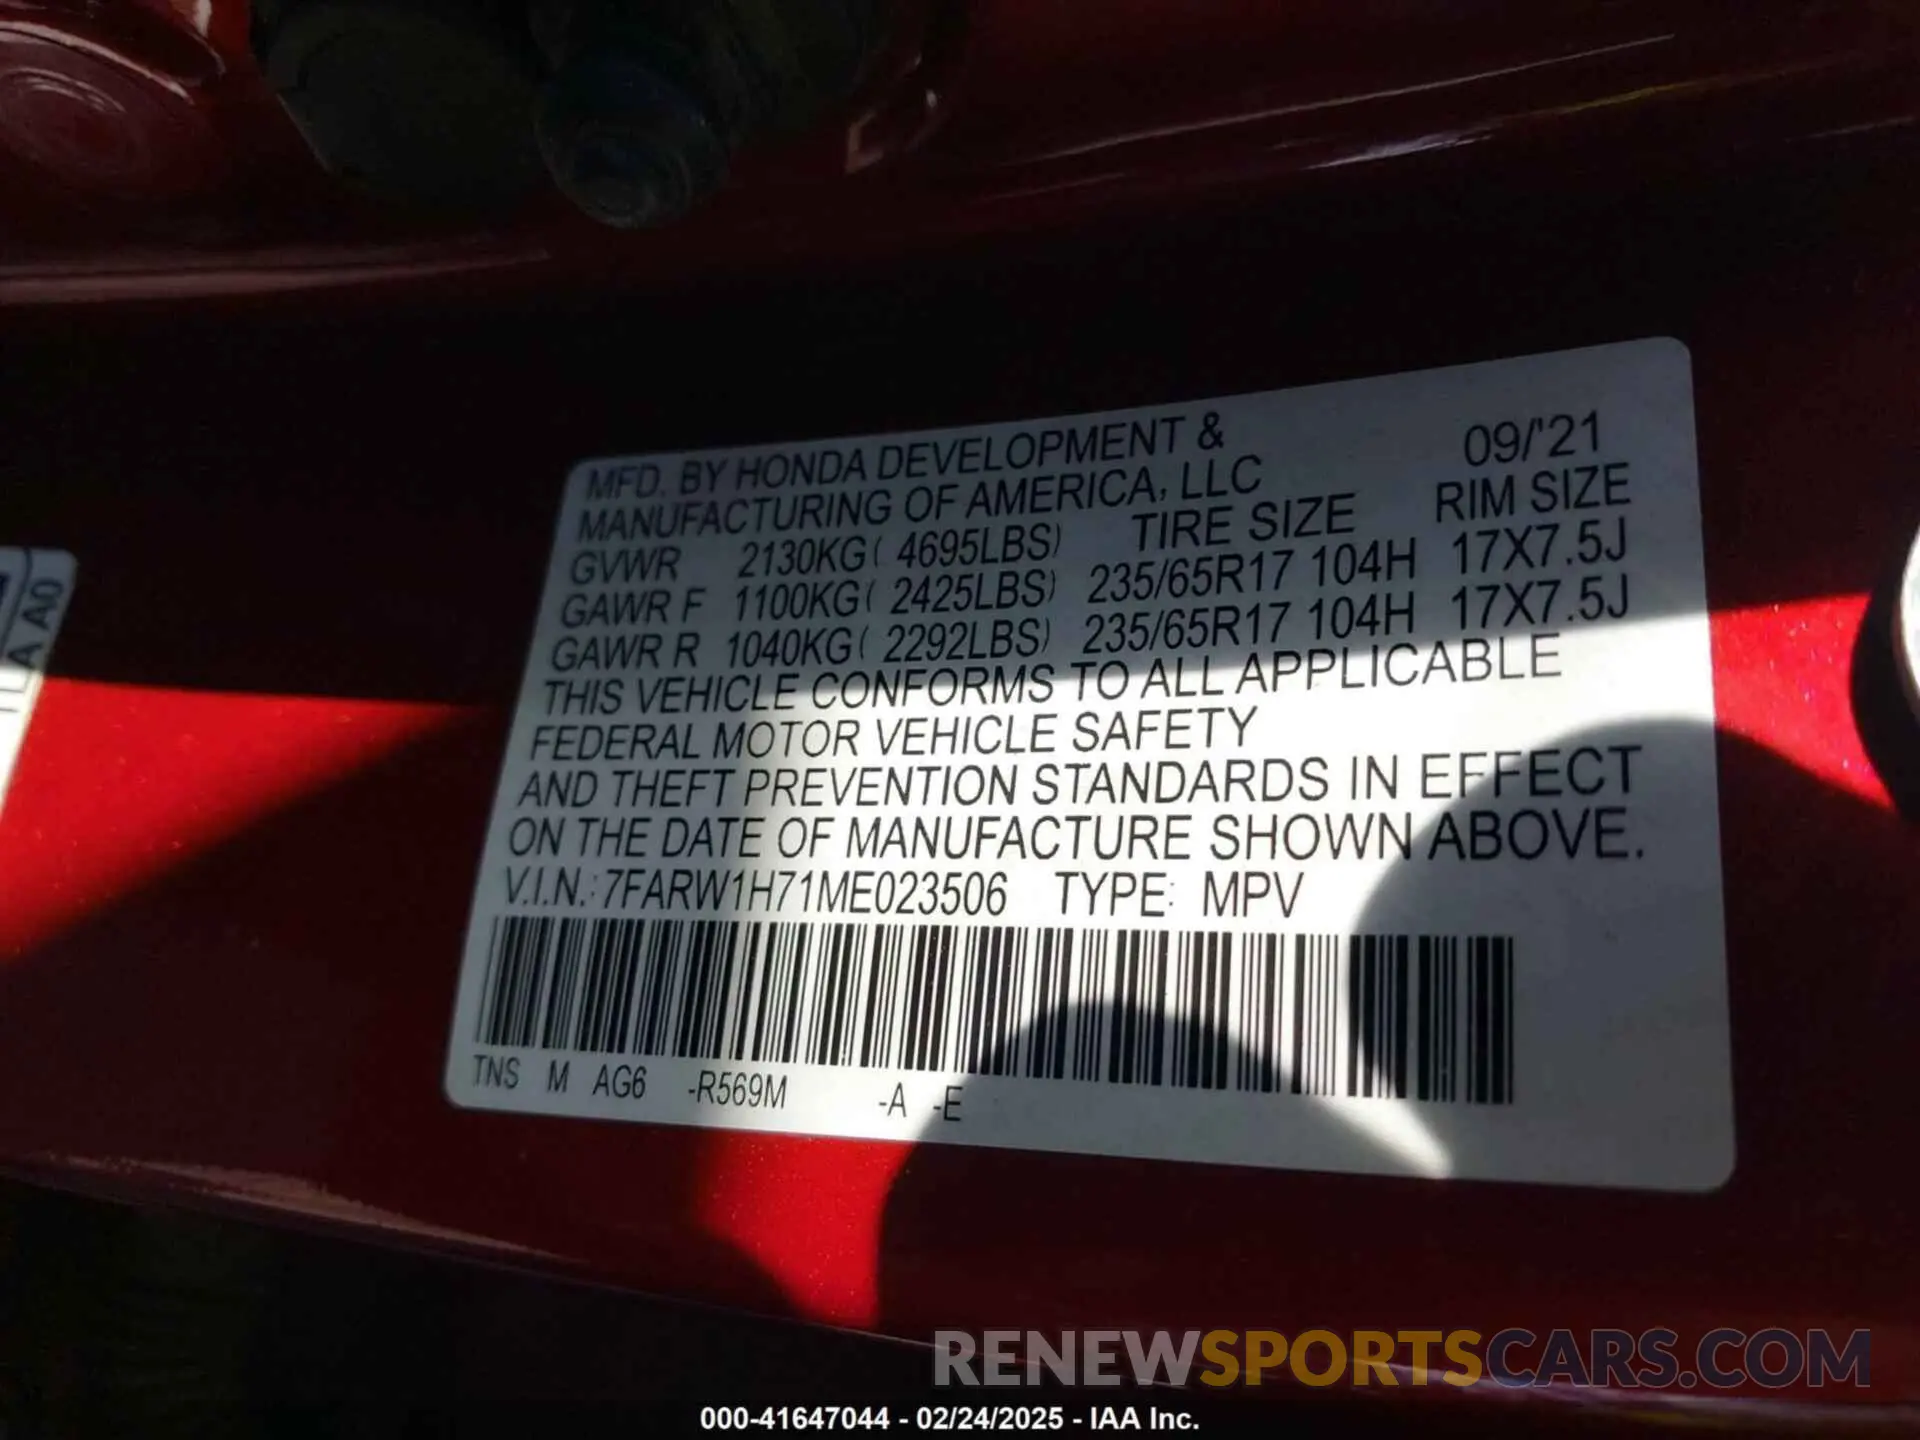 MFD. BY HONDA DEVELOPMENT & 09/'21
MANUFACTURING OF AMERICA, LLC
TIRE SIZE RIM SIZE
GVWR 2130KG( 4695LBS)
GAWR F 1100KG( 2425LBS) 235/65R17 104H 17X7.5J
GAWR R 1040KG( 2292LBS) 235/65R17 104H 17X7.5J
THIS VEHICLE CONFORMS TO ALL APPLICABLE
FEDERAL MOTOR VEHICLE SAFETY
AND THEFT PREVENTION STANDARDS IN EFFECT
ON THE DATE OF MANUFACTURE SHOWN ABOVE.
V.I.N.: 7FARW1H71ME023506 TYPE: MPV
TNS M AG6 -R569M -A -E
A A0
RENEWSPORTSCARS.COM
000-41647044 - 02/24/2025 - IAA Inc.